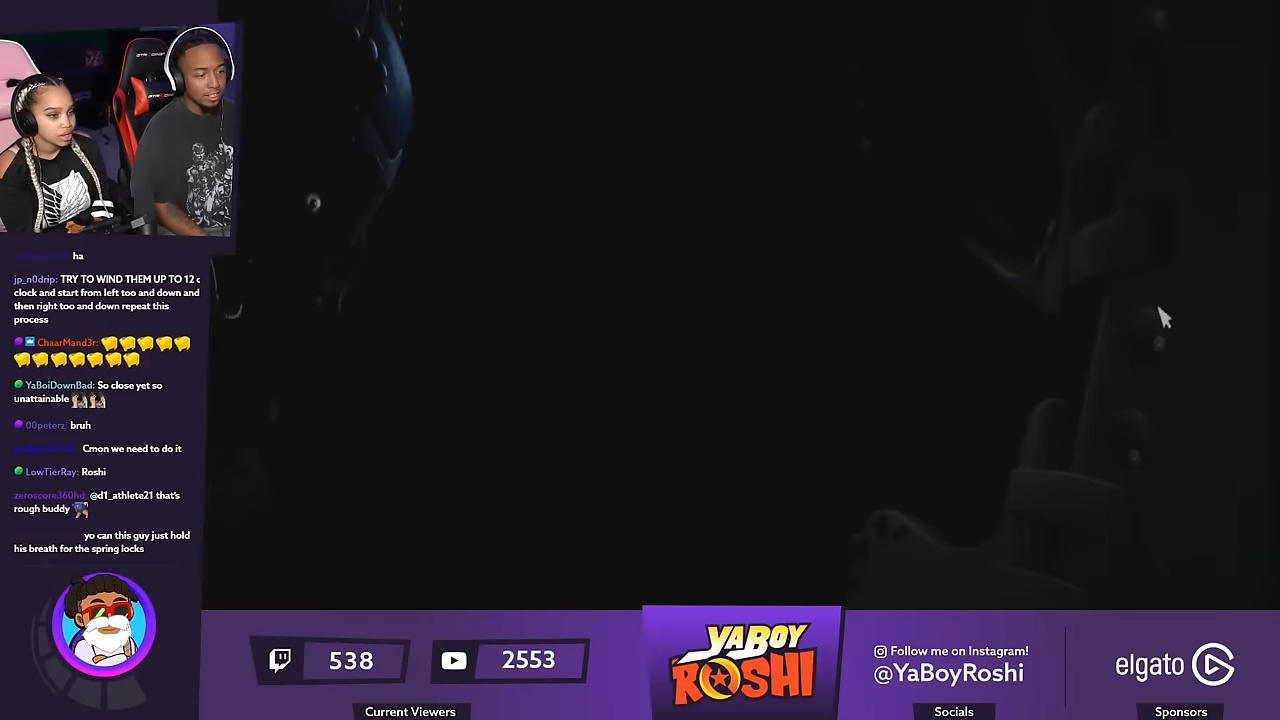 ha
jp_n0drip: TRY TO WIND THEM UP TO 12 c
clock and start from left too and down and
then right too and down repeat this
process
ChaarMand3r:
YaBoiDownBad: So close yet so
unattainable
00peterz: bruh
Cmon we need to do it
LowTierRay: Roshi
zeroscore360hd: @d1_athlete21 that's
rough buddy
yo can this guy just hold
his breath for the spring locks
538
2553
Current Viewers
YABOY
ROSHI
Follow me on Instagram!
@YaBoyRoshi
Socials
elgato
Sponsors